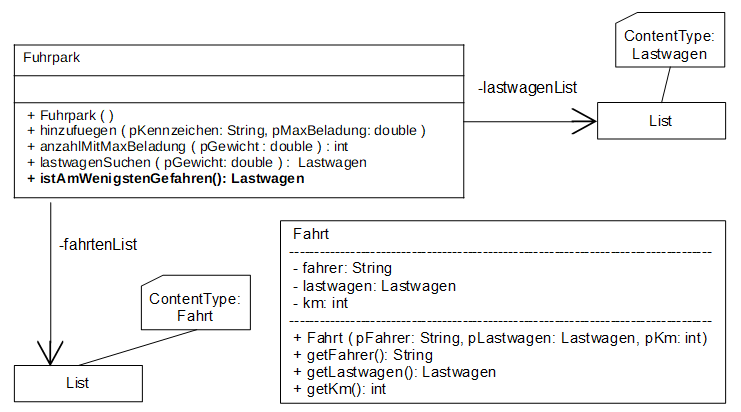 Fuhrpark
+ Fuhrpark ( )
+ hinzufuegen ( pKennzeichen: String, pMaxBeladung: double )
+ anzahlMitMaxBeladung ( pGewicht : double ) : int
+ lastwagenSuchen ( pGewicht: double ) : Lastwagen
+ istAmWenigstenGefahren(): Lastwagen
-lastwagenList
ContentType:
Lastwagen
List
-fahrtenList
ContentType:
Fahrt
List
Fahrt
- fahrer: String
- lastwagen: Lastwagen
- km: int
+ Fahrt ( pFahrer: String, pLastwagen: Lastwagen, pKm: int)
+ getFahrer(): String
+ getLastwagen(): Lastwagen
+ getKm(): int